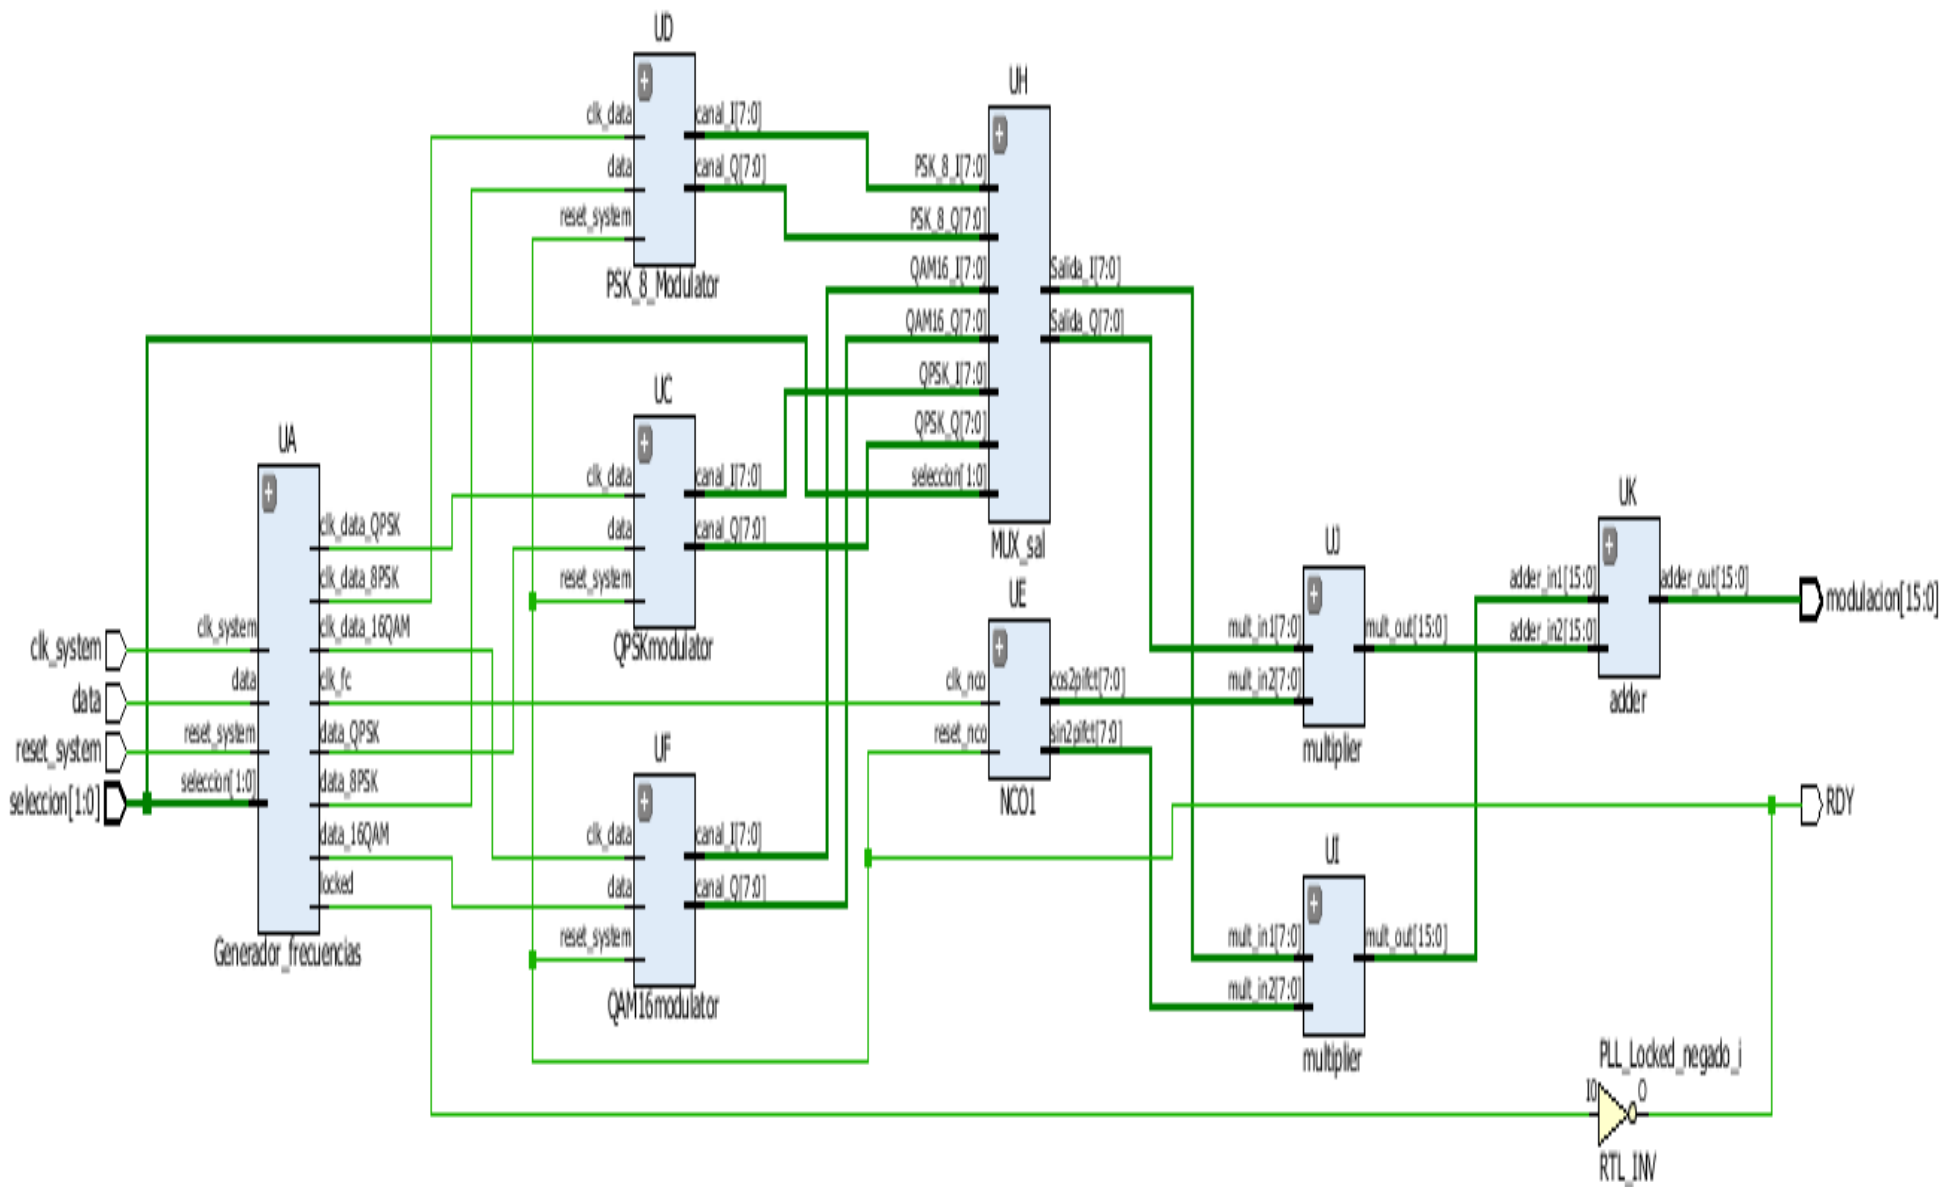 UD
clk_data
data
reset_system
canal_I[7:0]
canal_Q[7:0]
PSK_8_Modulator
UH
PSK_8_I[7:0]
PSK_8_Q[7:0]
QAM16_I[7:0]
QAM16_Q[7:0]
QPSK_I[7:0]
QPSK_Q[7:0]
seleccion[1:0]
Salida_I[7:0]
Salida_Q[7:0]
MUX_sal
UC
clk_data
data
reset_system
canal_I[7:0]
canal_Q[7:0]
QPSKmodulator
clk_system
data
reset_system
seleccion[1:0]
UA
clk_system
data
reset_system
seleccion[1:0]
clk_data_QPSK
clk_data_8PSK
clk_data_16QAM
clk_fc
data_QPSK
data_8PSK
data_16QAM
locked
Generador_frecuencias
UE
clk_nco
reset_nco
cos2pifct[7:0]
sin2pifct[7:0]
NCO1
UF
clk_data
data
reset_system
canal_I[7:0]
canal_Q[7:0]
QAM16modulator
UJ
mult_in1[7:0]
mult_in2[7:0]
mult_out[15:0]
multiplier
UI
mult_in1[7:0]
mult_in2[7:0]
mult_out[15:0]
multiplier
UK
adder_in1[15:0]
adder_in2[15:0]
adder_out[15:0]
adder
modulacion[15:0]
RDY
PLL_Locked_negado_i
I0
O
RTL_INV